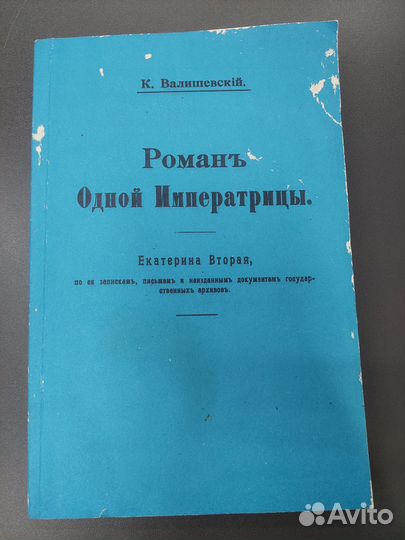 К. Валишевскій.
Романъ
Одной Императрицы.
Екатерина Вторая,
по ея запискамъ, письмамъ и неизданнымъ документамъ государ-
ственныхъ архивовъ.
Avito